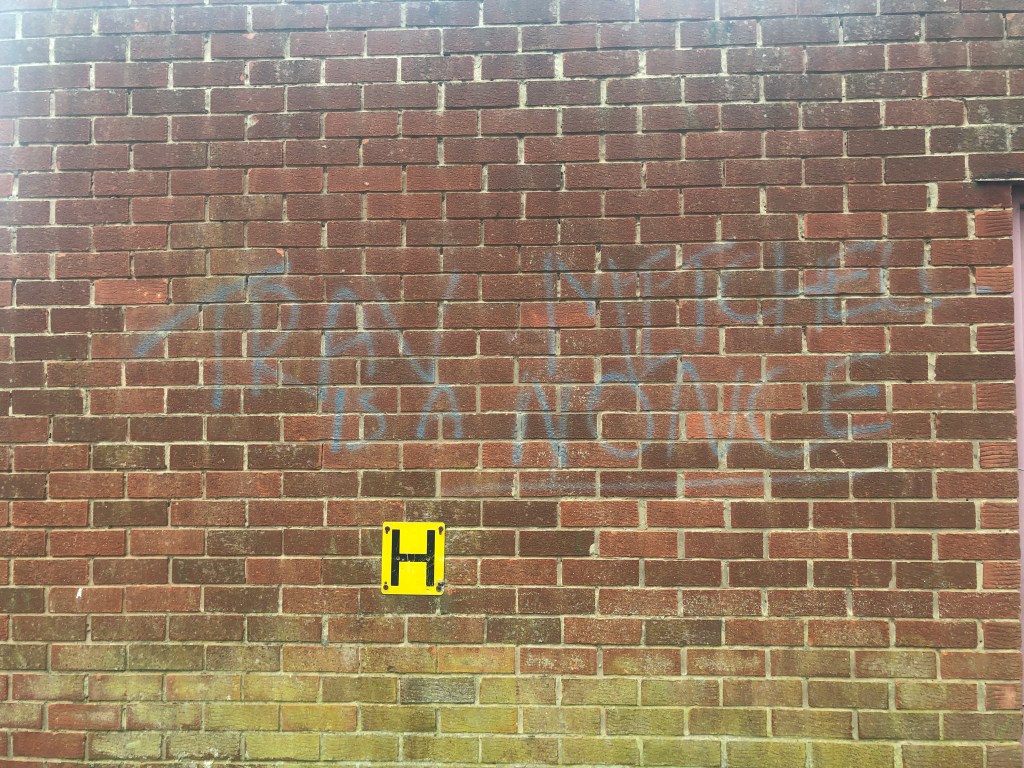 TRAV MITCHELL
IS A NONCE
H